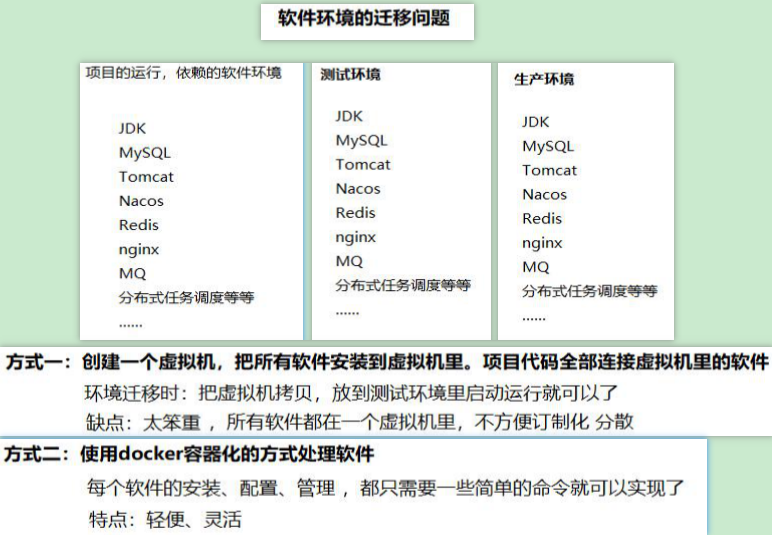 软件环境的迁移问题
项目的运行，依赖的软件环境
JDK
MySQL
Tomcat
Nacos
Redis
nginx
MQ
分布式任务调度等等
......
测试环境
JDK
MySQL
Tomcat
Nacos
Redis
nginx
MQ
分布式任务调度等等
......
生产环境
JDK
MySQL
Tomcat
Nacos
Redis
nginx
MQ
分布式任务调度等等
......
方式一：创建一个虚拟机，把所有软件安装到虚拟机里。项目代码全部连接虚拟机里的软件
环境迁移时：把虚拟机拷贝，放到测试环境里启动运行就可以了
缺点：太笨重 ，所有软件都在一个虚拟机里，不方便订制化 分散
方式二：使用docker容器化的方式处理软件
每个软件的安装、配置、管理 ，都只需要一些简单的命令就可以实现了
特点：轻便、灵活